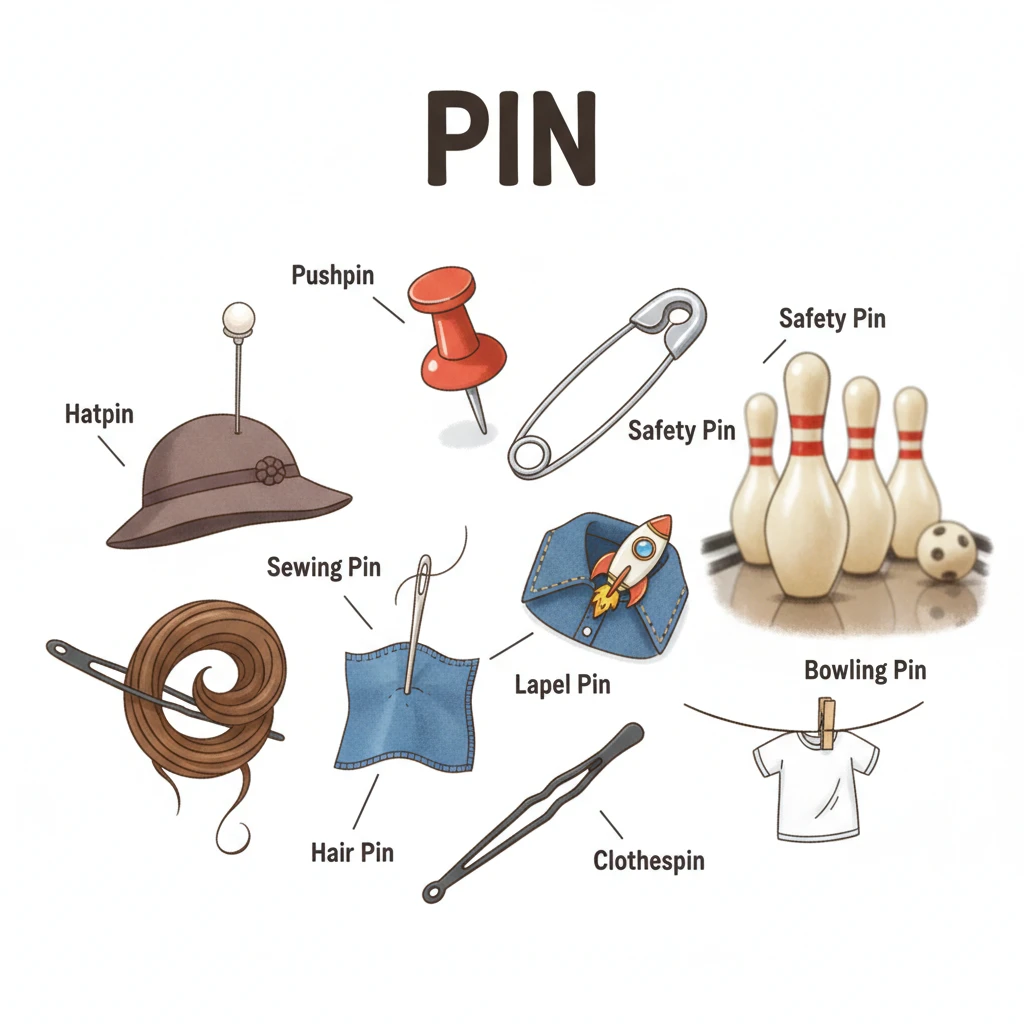 PIN
Pushpin
Safety Pin
Hatpin
Safety Pin
Sewing Pin
Lapel Pin
Bowling Pin
Hair Pin
Clothespin